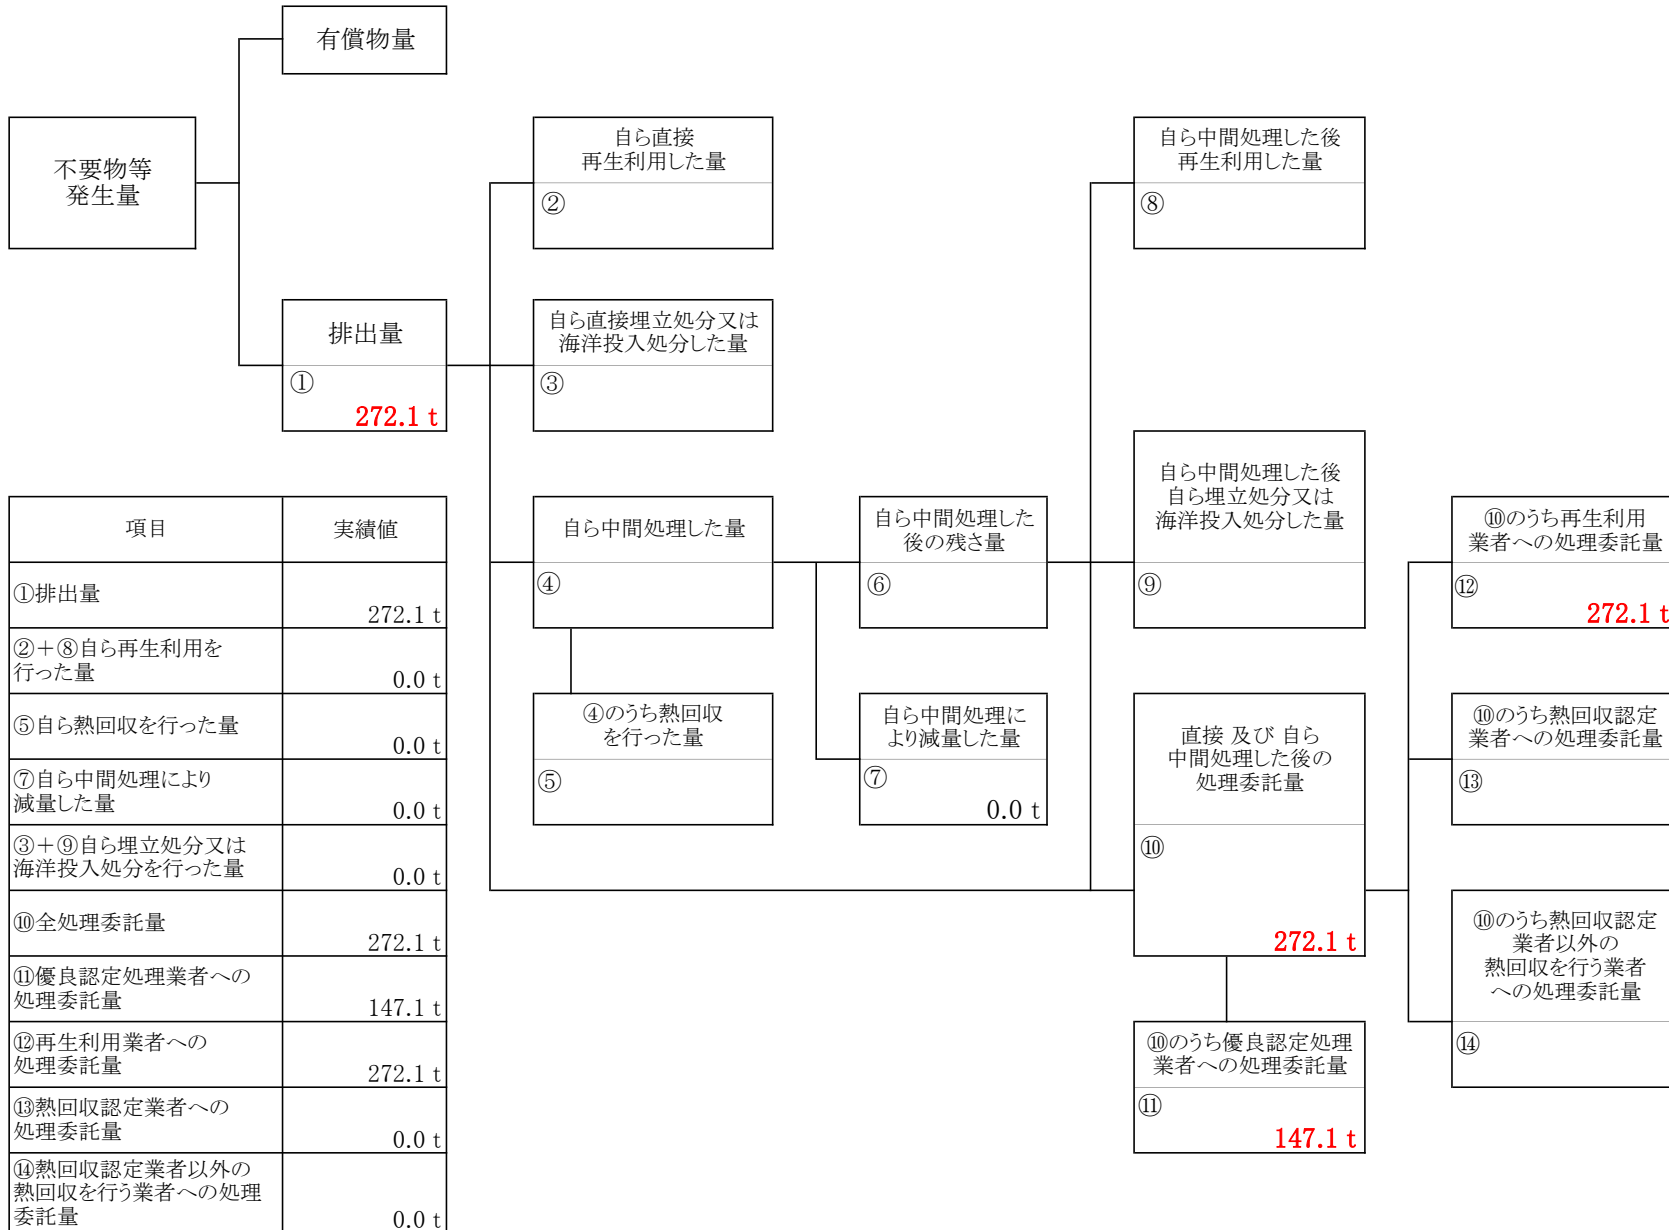 有償物量
不要物等
発生量
自ら直接
再生利用した量
②
自ら中間処理した後
再生利用した量
⑧
排出量
①
272.1 t
自ら直接埋立処分又は
海洋投入処分した量
③
自ら中間処理した量
④
自ら中間処理した
後の残さ量
⑥
自ら中間処理した後
自ら埋立処分又は
海洋投入処分した量
⑨
⑩のうち再生利用
業者への処理委託量
⑫
272.1 t
④のうち熱回収
を行った量
⑤
自ら中間処理に
より減量した量
⑦
0.0 t
直接 及び 自ら
中間処理した後の
処理委託量
⑩
272.1 t
⑩のうち熱回収認定
業者への処理委託量
⑬
⑩のうち熱回収認定
業者以外の
熱回収を行う業者
への処理委託量
⑭
⑩のうち優良認定処理
業者への処理委託量
⑪
147.1 t
項目 実績値
①排出量
272.1 t
②+⑧自ら再生利用を
行った量
0.0 t
⑤自ら熱回収を行った量
0.0 t
⑦自ら中間処理により
減量した量
0.0 t
③+⑨自ら埋立処分又は
海洋投入処分を行った量
0.0 t
⑩全処理委託量
272.1 t
⑪優良認定処理業者への
処理委託量
147.1 t
⑫再生利用業者への
処理委託量
272.1 t
⑬熱回収認定業者への
処理委託量
0.0 t
⑭熱回収認定業者以外の
熱回収を行う業者への処理
委託量
0.0 t